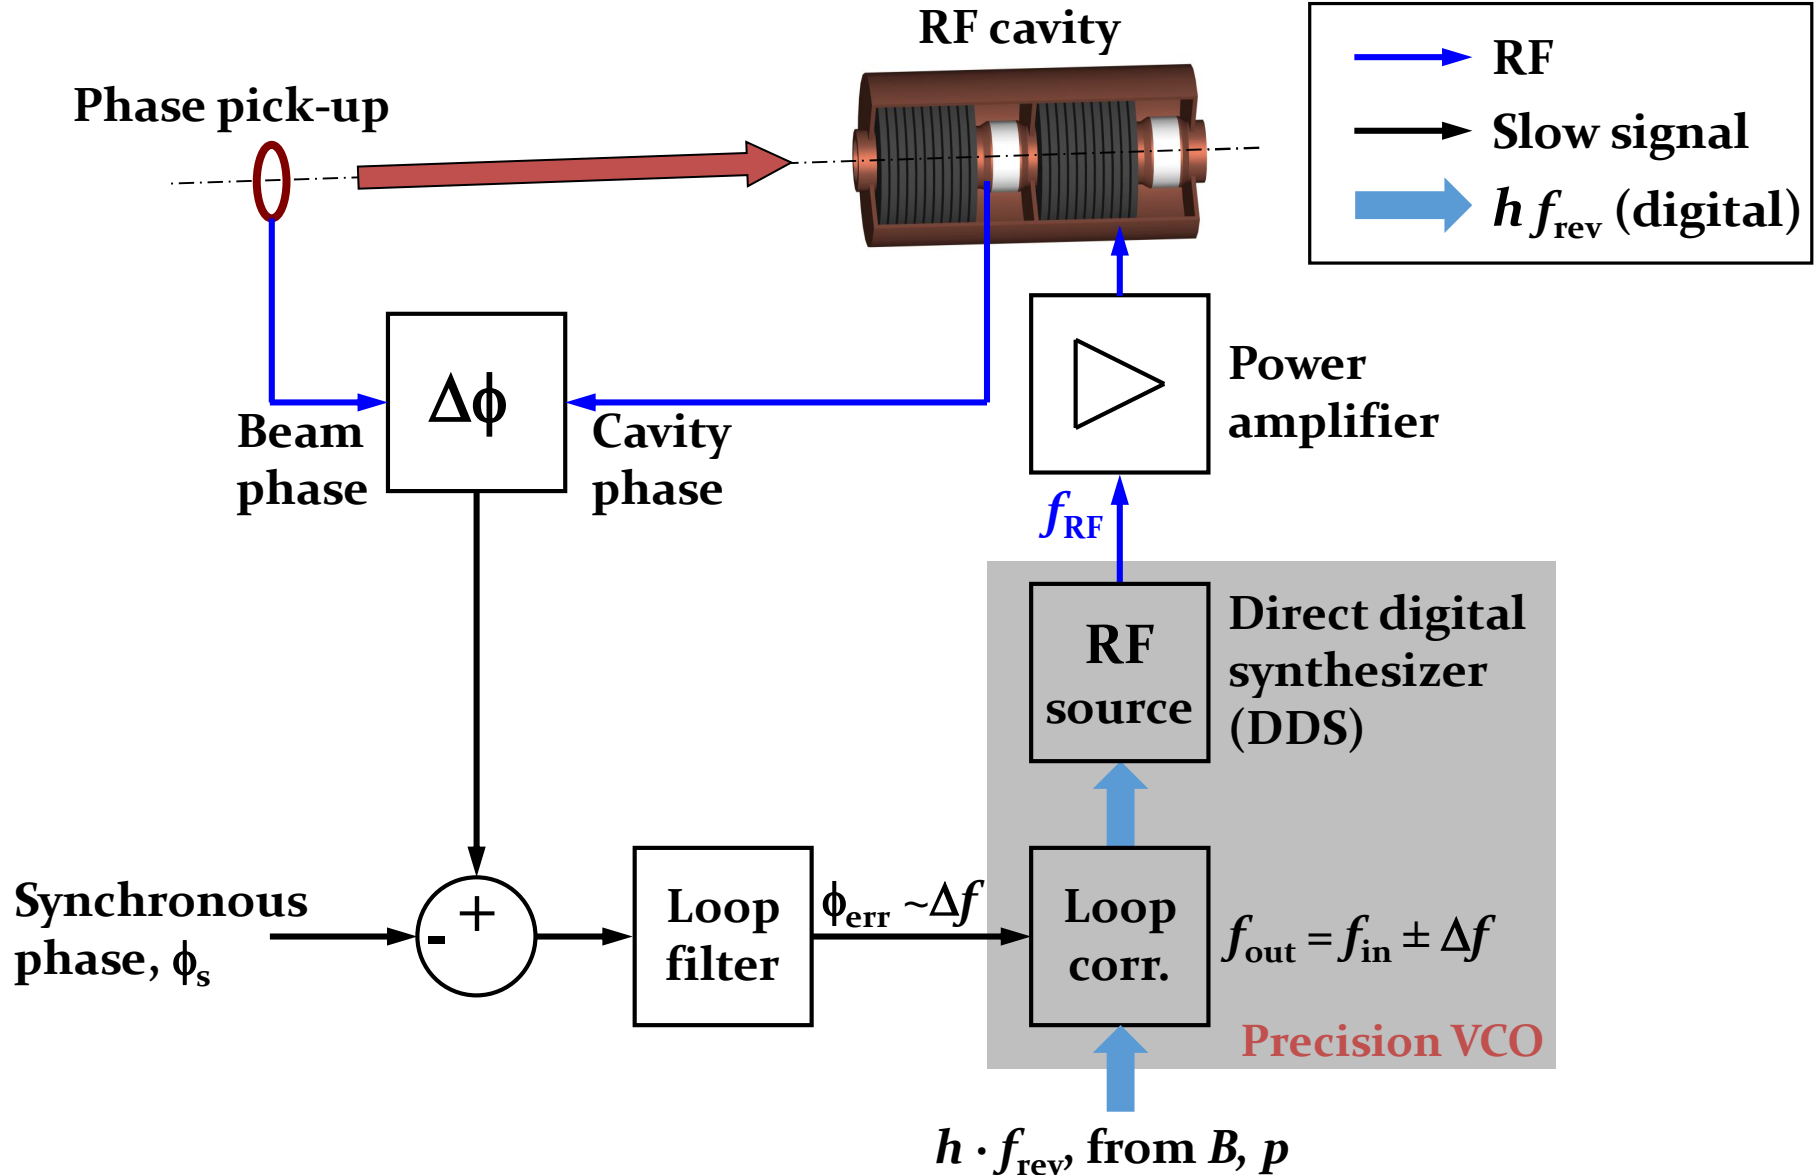 RF cavity
Phase pick-up
RF
Slow signal
h f_rev (digital)
Δϕ
Beam
phase
Cavity
phase
Power
amplifier
f_RF
RF
source
Direct digital
synthesizer
(DDS)
Synchronous
phase, ϕ_s
+
-
Loop
filter
ϕ_err ~Δf
Loop
corr.
f_out = f_in ± Δf
Precision VCO
h · f_rev, from B, p